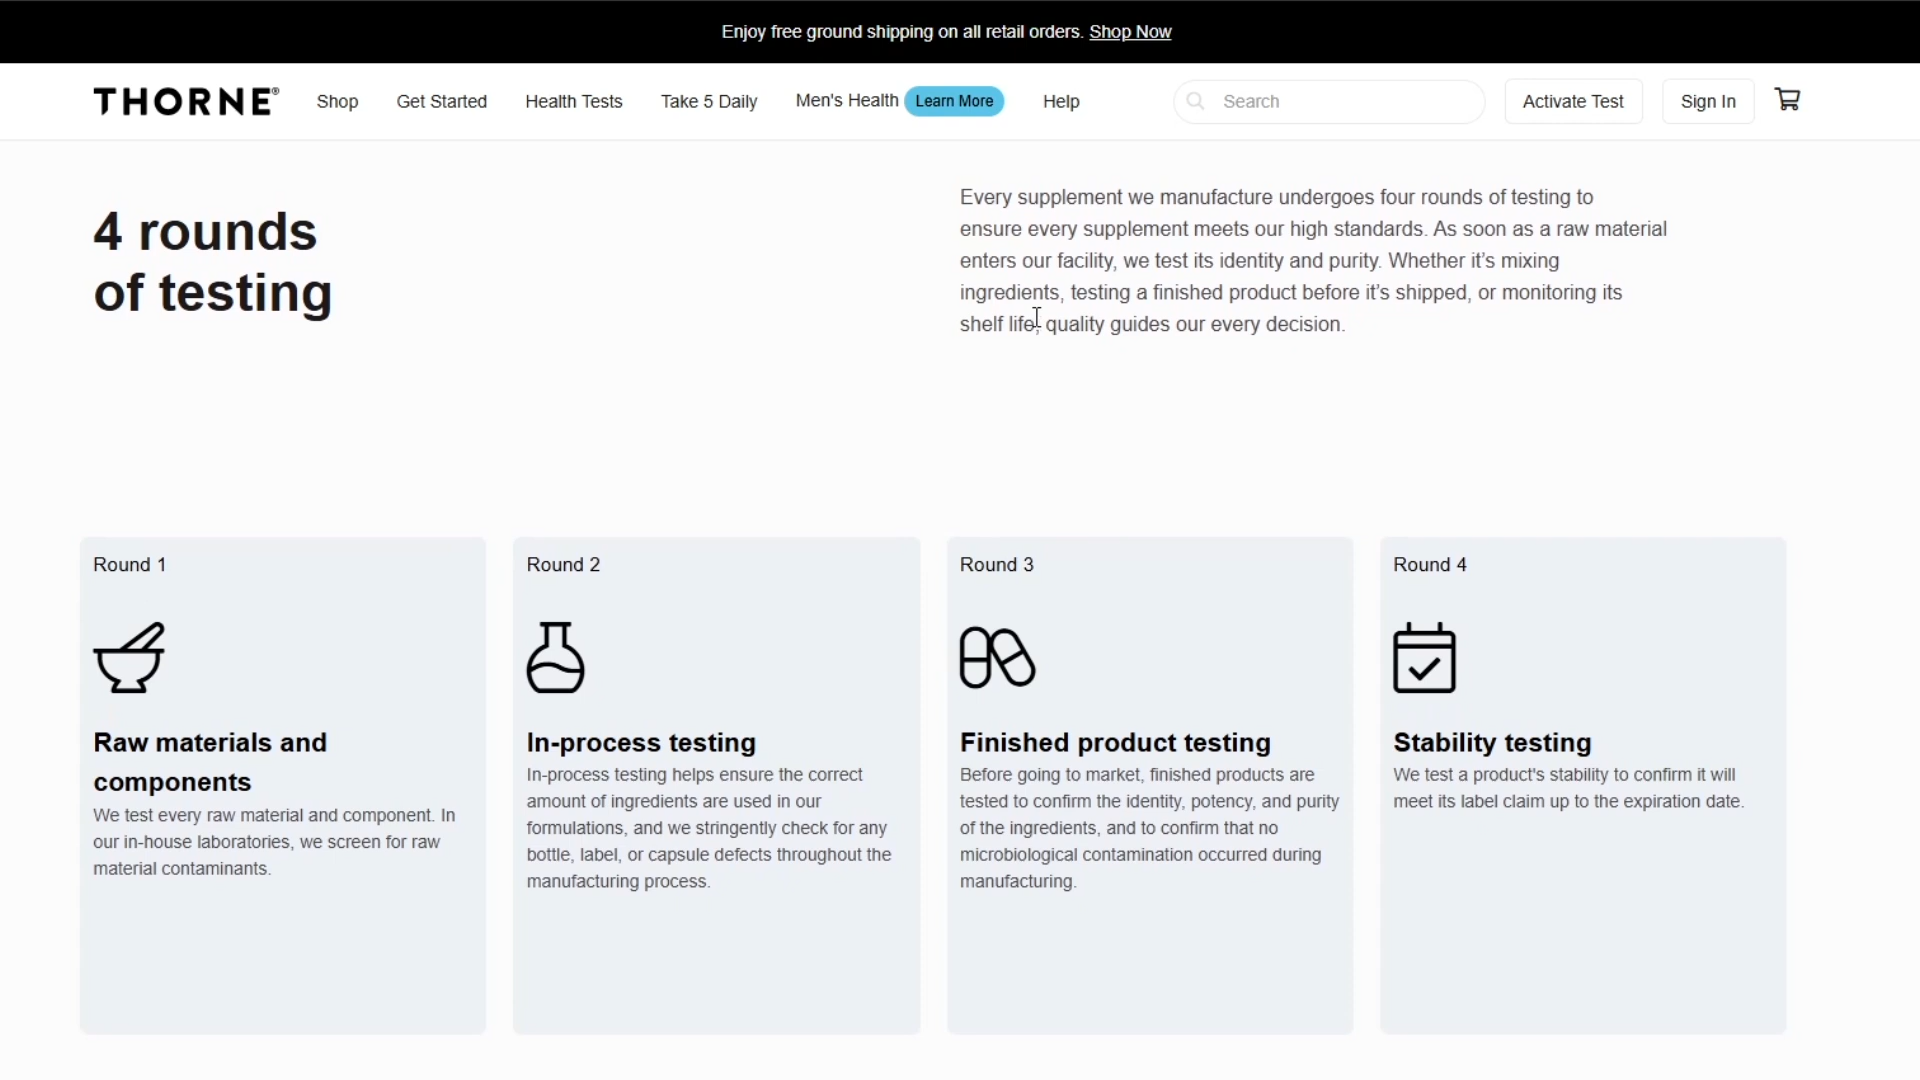 Enjoy free ground shipping on all retail orders. Shop Now
THORNE®
Shop
Get Started
Health Tests
Take 5 Daily
Men's Health
Learn More
Help
Search
Activate Test
Sign In
4 rounds
of testing
Every supplement we manufacture undergoes four rounds of testing to
ensure every supplement meets our high standards. As soon as a raw material
enters our facility, we test its identity and purity. Whether it’s mixing
ingredients, testing a finished product before it’s shipped, or monitoring its
shelf life, quality guides our every decision.
Round 1
Raw materials and
components
We test every raw material and component. In
our in-house laboratories, we screen for raw
material contaminants.
Round 2
In-process testing
In-process testing helps ensure the correct
amount of ingredients are used in our
formulations, and we stringently check for any
bottle, label, or capsule defects throughout the
manufacturing process.
Round 3
Finished product testing
Before going to market, finished products are
tested to confirm the identity, potency, and purity
of the ingredients, and to confirm that no
microbiological contamination occurred during
manufacturing.
Round 4
Stability testing
We test a product's stability to confirm it will
meet its label claim up to the expiration date.